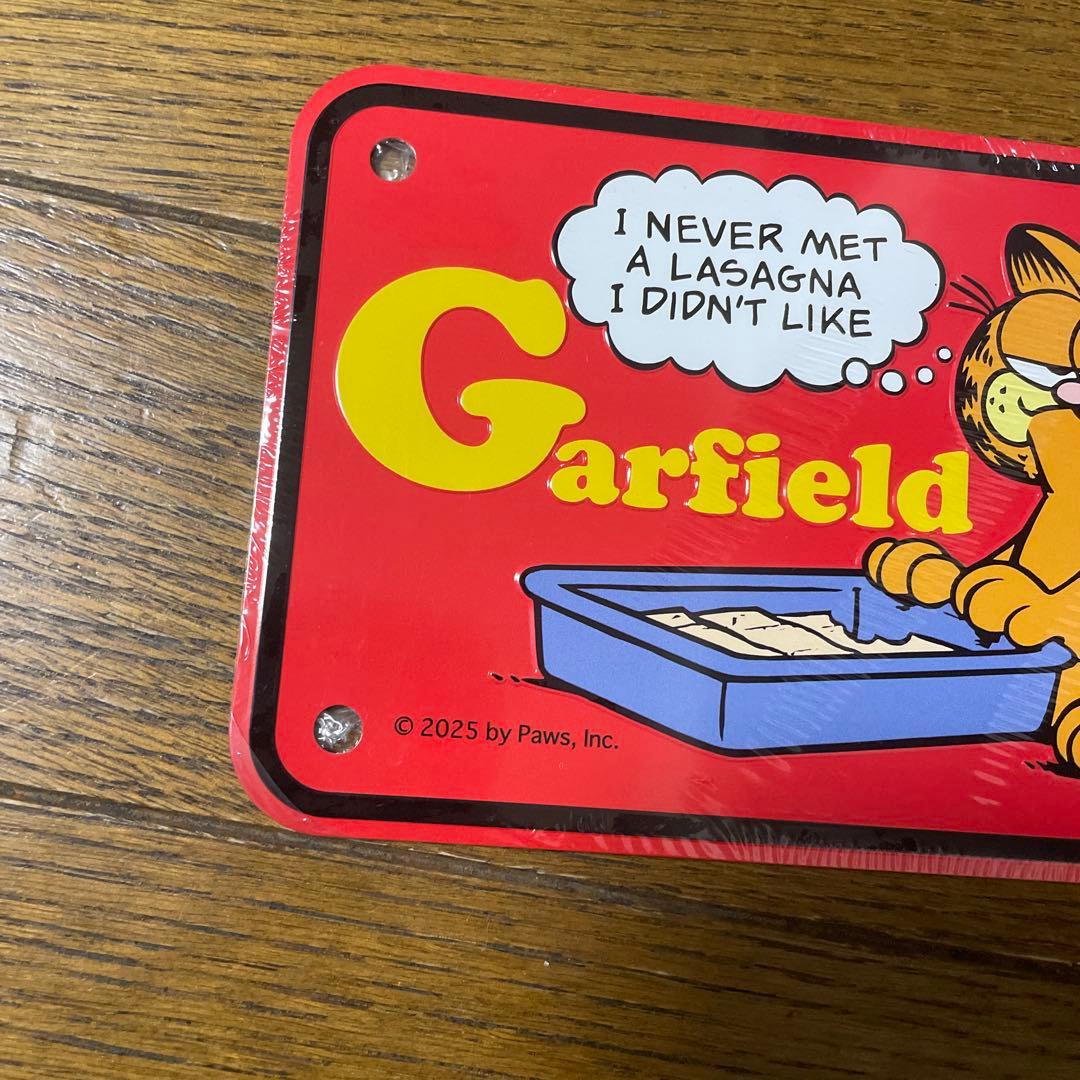 I NEVER MET
A LASAGNA
I DIDN'T LIKE
Garfield
© 2025 by Paws, Inc.